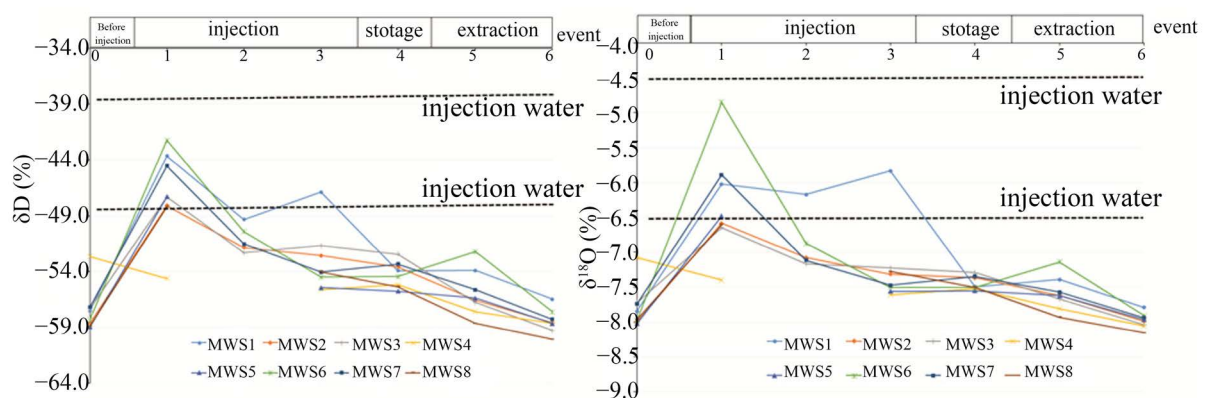 Before
injection
injection
stotage
extraction
event
−34.0
0 1 2 3 4 5 6
−39.0
injection water
−44.0
injection water
−49.0
−54.0
−59.0
−64.0
δD (%)
MWS1 MWS2 MWS3 MWS4
MWS5 MWS6 MWS7 MWS8
Before
injection
injection
stotage
extraction
event
−4.0
0 1 2 3 4 5 6
−4.5
injection water
−5.0
−5.5
−6.0
injection water
−6.5
−7.0
−7.5
−8.0
−8.5
−9.0
δ¹⁸O (%)
MWS1 MWS2 MWS3 MWS4
MWS5 MWS6 MWS7 MWS8